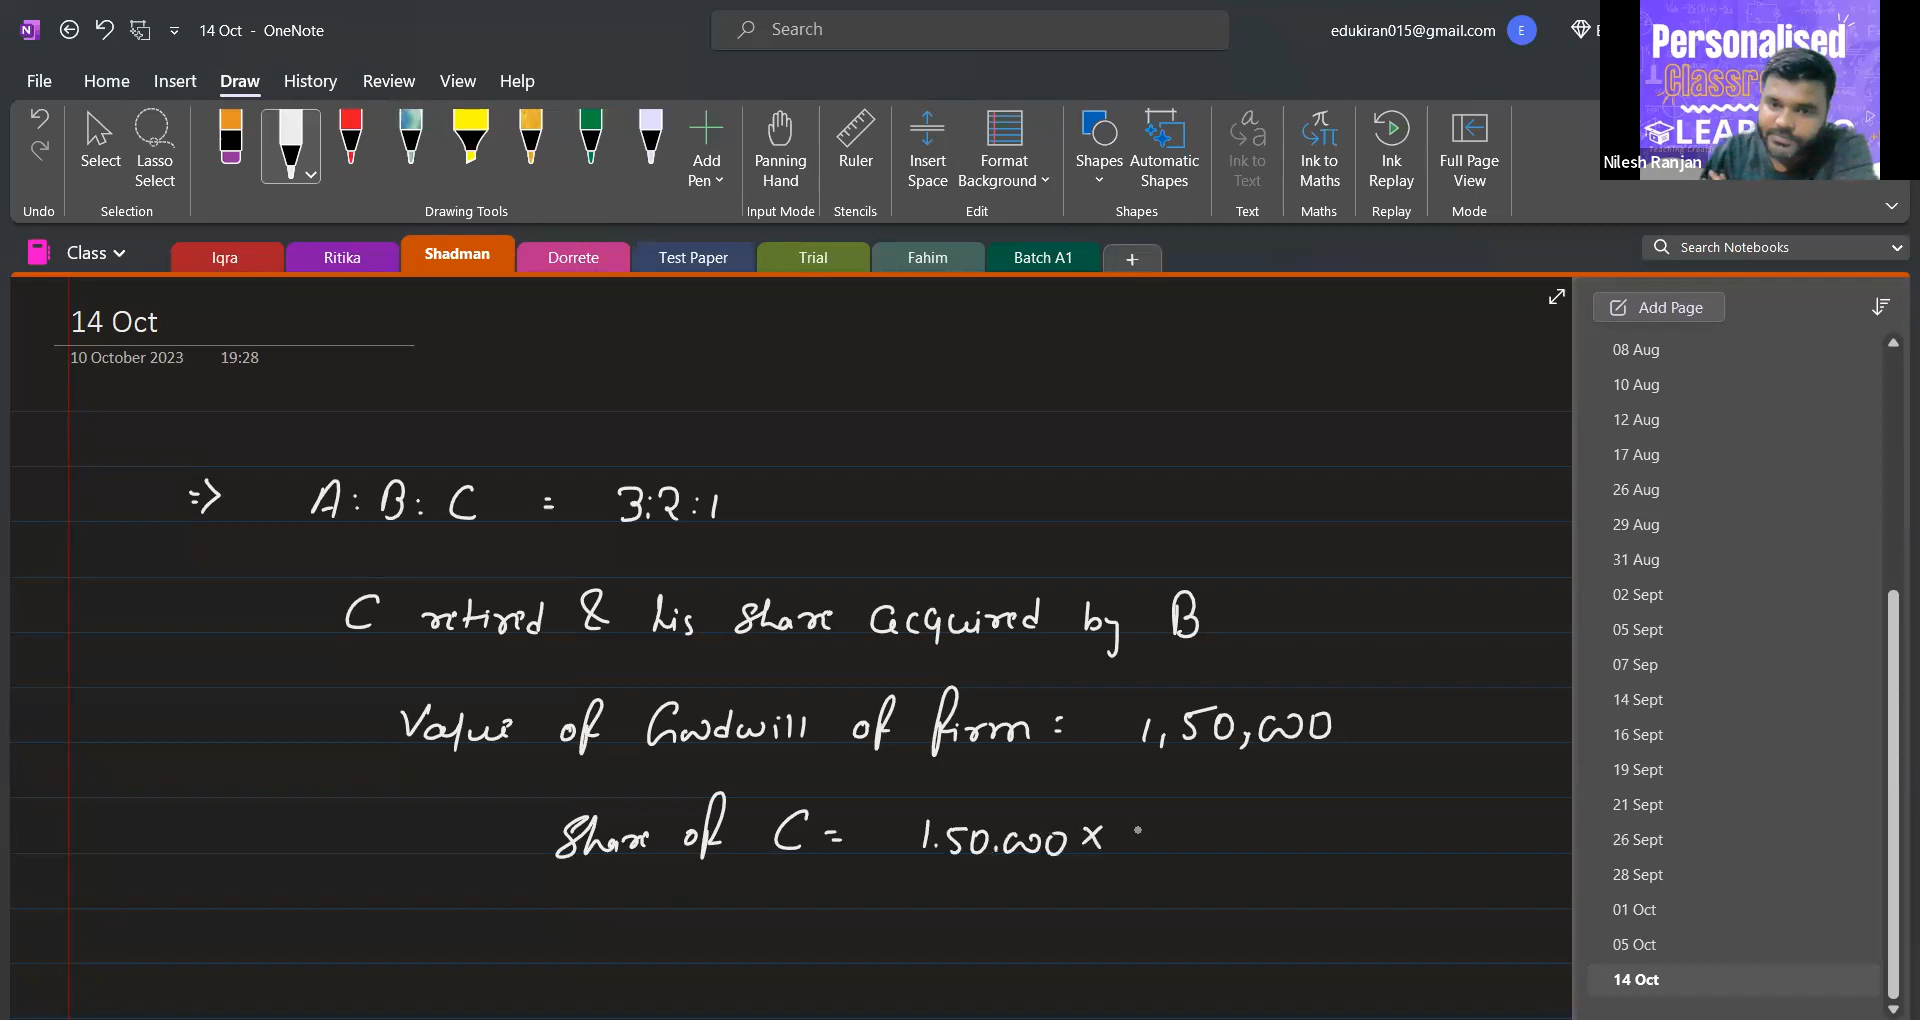 14 Oct - OneNote
Search
edukiran015@gmail.com
E
Personalised
Classro
LEAR
Nilesh Ranjan
File Home Insert Draw History Review View Help
Undo
Select
Lasso Select
Selection
Drawing Tools
Add Pen
Panning Hand
Input Mode
Ruler
Stencils
Insert Space
Format Background
Edit
Shapes
Automatic Shapes
Shapes
Ink to Text
Text
Ink to Maths
Maths
Ink Replay
Replay
Full Page View
Mode
Class
Iqra
Ritika
Shadman
Dorrete
Test Paper
Trial
Fahim
Batch A1
+
Search Notebooks
14 Oct
10 October 2023 19:28
=> A : B : C = 3:2:1
C retired & his share acquired by B
Value of Goodwill of firm : 1,50,000
Share of C = 1.50.000 ×
Add Page
08 Aug
10 Aug
12 Aug
17 Aug
26 Aug
29 Aug
31 Aug
02 Sept
05 Sept
07 Sep
14 Sept
16 Sept
19 Sept
21 Sept
26 Sept
28 Sept
01 Oct
05 Oct
14 Oct